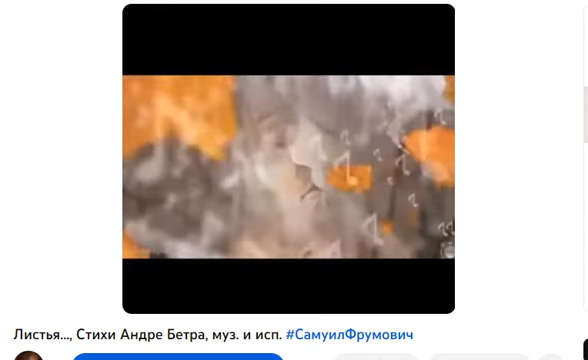 Листья..., Стихи Андре Бетра, муз. и исп. #СамуилФрумович